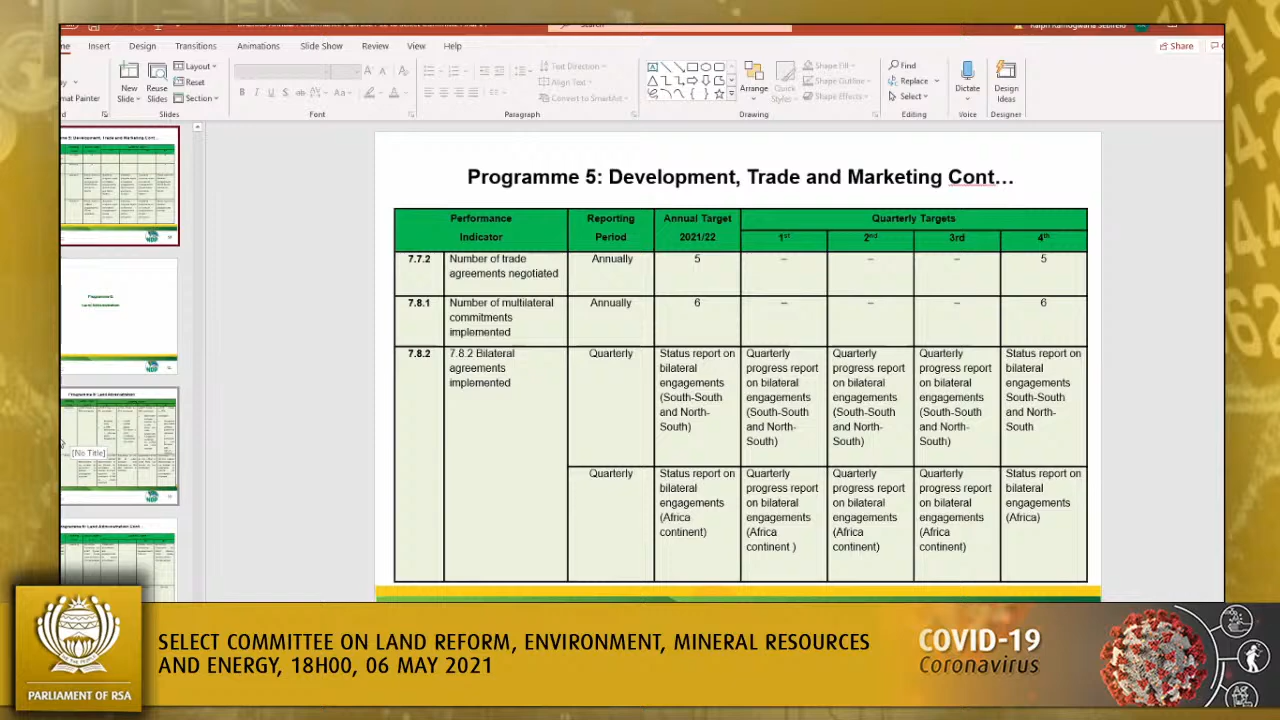 Search
Insert Design Transitions Animations Slide Show Review View Help
Share
New Slide
Reuse Slides
Layout
Reset
Section
Slides
Font
Text Direction
Align Text
Convert to SmartArt
Paragraph
Arrange
Quick Styles
Shape Fill
Shape Outline
Shape Effects
Drawing
Find
Replace
Select
Editing
Dictate
Voice
Design Ideas
Designer
[No Title]
Programme 5: Development, Trade and Marketing Cont...
Performance Indicator
Reporting Period
Annual Target 2021/22
Quarterly Targets
1st 2nd 3rd 4th
7.7.2 Number of trade agreements negotiated Annually 5 – – – 5
7.8.1 Number of multilateral commitments implemented Annually 6 – – – 6
7.8.2
7.8.2 Bilateral agreements implemented
Quarterly
Status report on bilateral engagements (South-South and North-South)
Quarterly progress report on bilateral engagements (South-South and North-South)
Quarterly progress report on bilateral engagements (South-South and North-South)
Quarterly progress report on bilateral engagements (South-South and North-South)
Status report on bilateral engagements South-South and North-South
Quarterly
Status report on bilateral engagements (Africa continent)
Quarterly progress report on bilateral engagements (Africa continent )
Quarterly progress report on bilateral engagements (Africa continent)
Quarterly progress report on bilateral engagements (Africa continent)
Status report on bilateral engagements (Africa)
PARLIAMENT OF RSA
SELECT COMMITTEE ON LAND REFORM, ENVIRONMENT, MINERAL RESOURCES
AND ENERGY, 18H00, 06 MAY 2021
COVID-19
Coronavirus